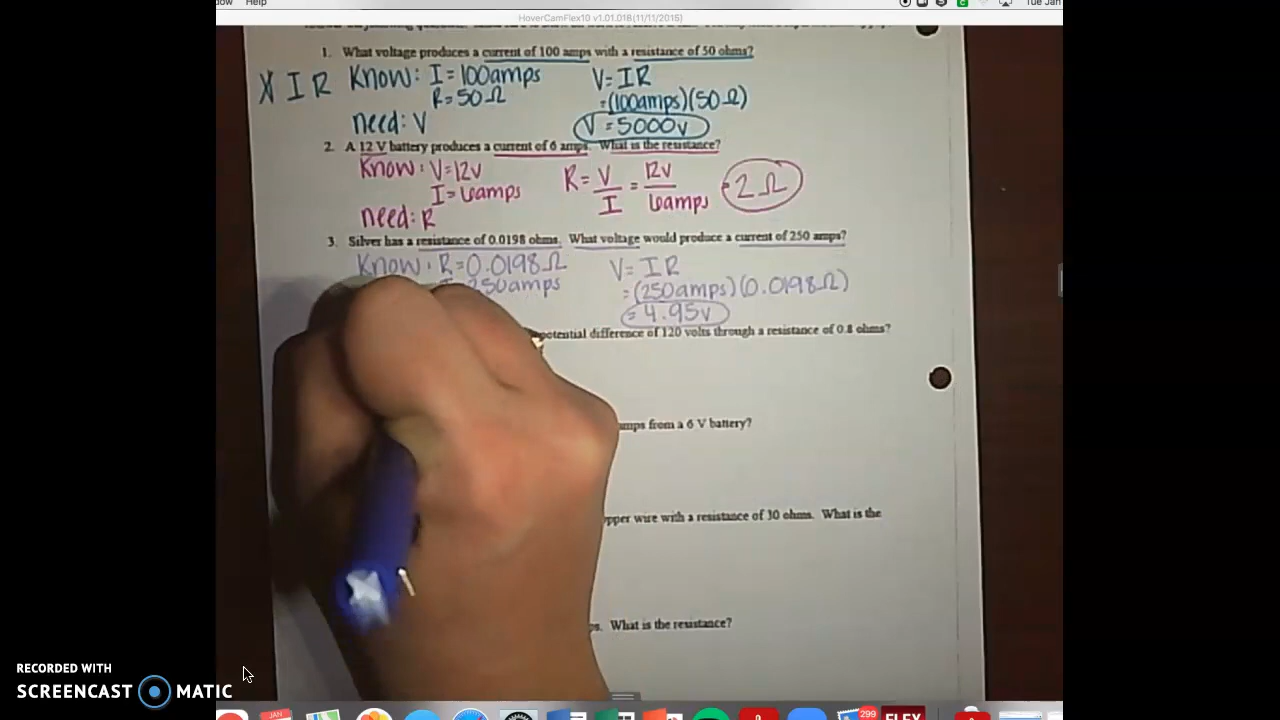 Help
Tue Jan
HoverCamFlex10 v1.01.018(11/11/2015)
1. What voltage produces a current of 100 amps with a resistance of 50 ohms?
X I R
Know: I = 100amps
R = 50 Ω
need: V
V = IR
= (100amps)(50 Ω)
V = 5000v
2. A 12 V battery produces a current of 6 amps. What is the resistance?
Know: V = 12v
I = 6amps
need: R
R = V/I = 12v/6amps
= 2 Ω
3. Silver has a resistance of 0.0198 ohms. What voltage would produce a current of 250 amps?
Know: R = 0.0198 Ω
250amps
V = IR
= (250amps)(0.0198 Ω)
= 4.95v
potential difference of 120 volts through a resistance of 0.8 ohms?
amps from a 6 V battery?
wire with a resistance of 30 ohms. What is the
What is the resistance?
RECORDED WITH
SCREENCAST MATIC
JAN
299
FLEX